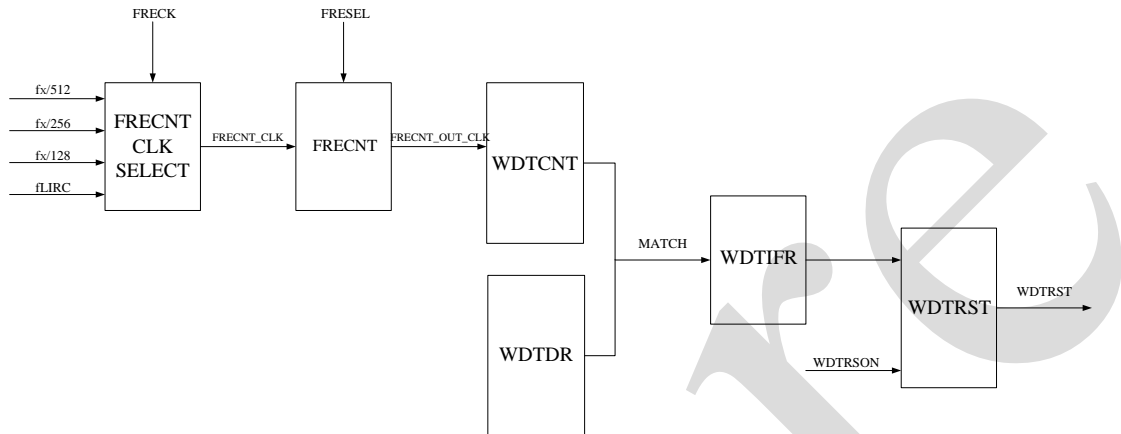 FRECK
FRESEL
fx/512
fx/256
fx/128
fLIRC
FRECNT
CLK
SELECT
FRECNT_CLK
FRECNT
FRECNT_OUT_CLK
WDTCNT
WDTDR
MATCH
WDTIFR
WDTRSON
WDTRST
WDTRST
re